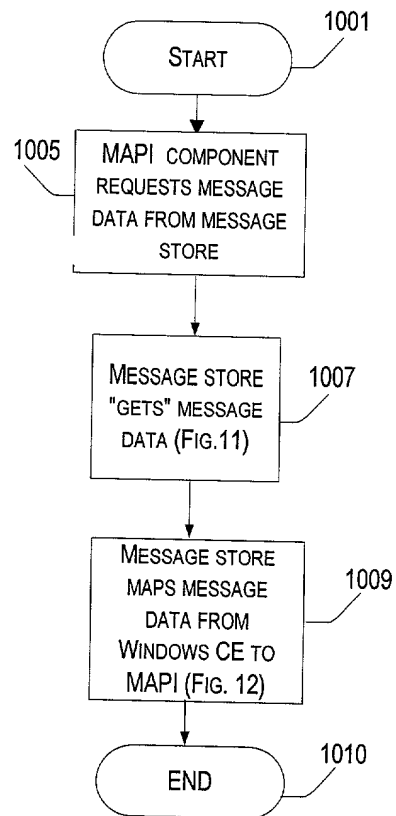 1001
START
1005
MAPI COMPONENT
REQUESTS MESSAGE
DATA FROM MESSAGE
STORE
1007
MESSAGE STORE
"GETS" MESSAGE
DATA (FIG.11)
1009
MESSAGE STORE
MAPS MESSAGE
DATA FROM
WINDOWS CE TO
MAPI (FIG. 12)
1010
END